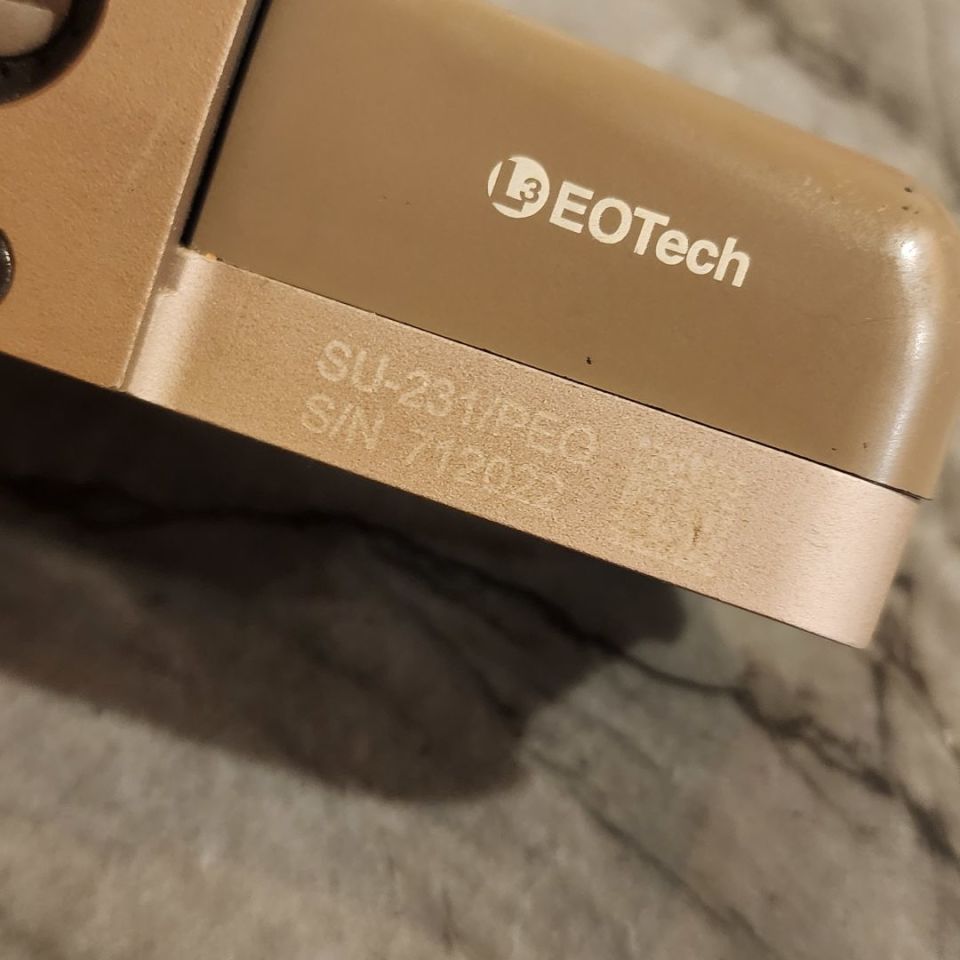 L3 EOTech
SU-231/PEQ
S/N 712022